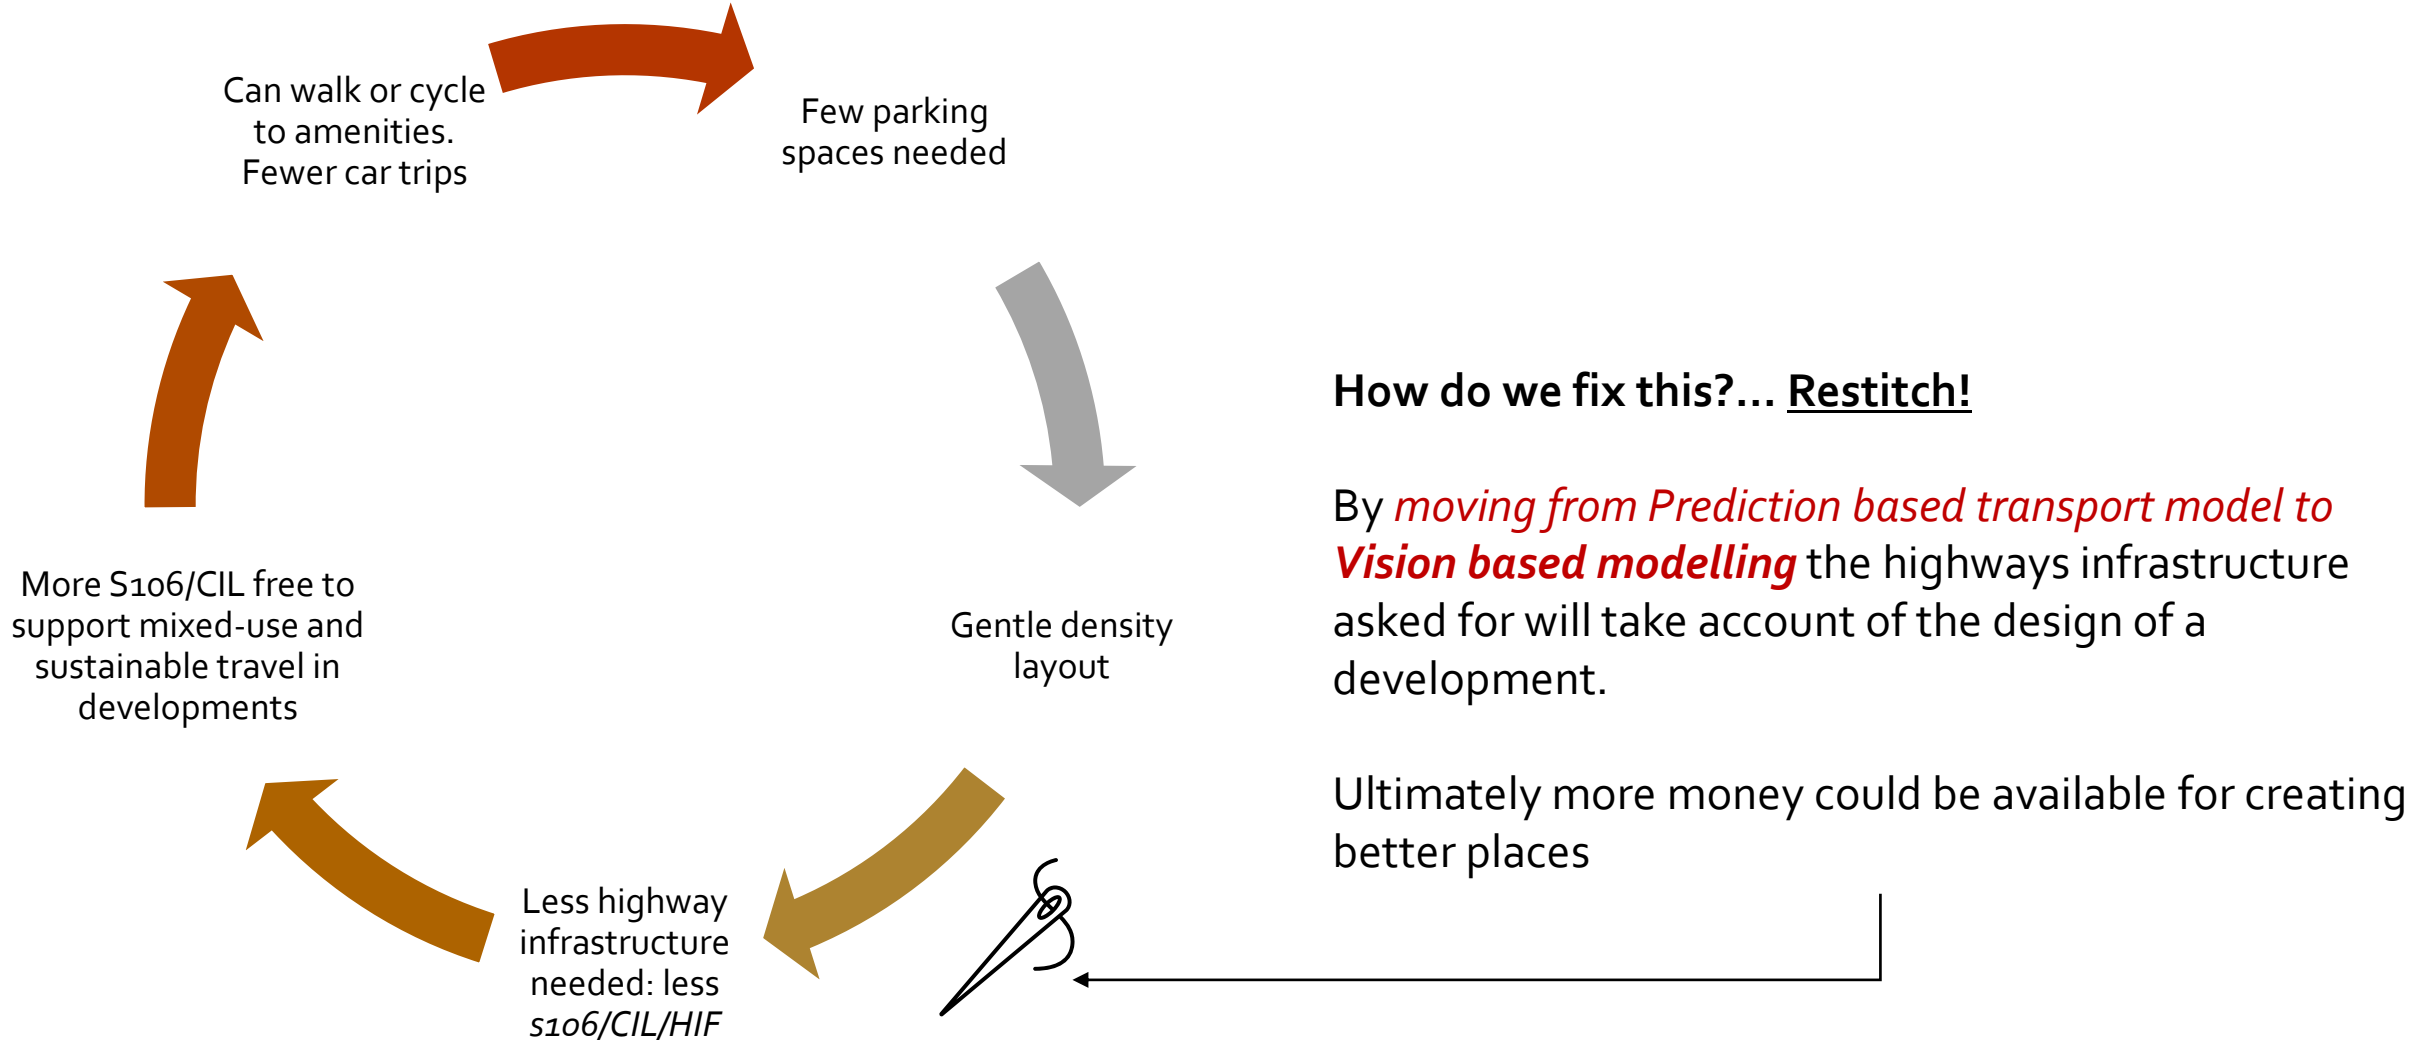 Can walk or cycle
to amenities.
Fewer car trips
Few parking
spaces needed
Gentle density
layout
Less highway
infrastructure
needed: less
s106/CIL/HIF
More S106/CIL free to
support mixed-use and
sustainable travel in
developments
How do we fix this?... Restitch!
By moving from Prediction based transport model to
Vision based modelling the highways infrastructure
asked for will take account of the design of a
development.
Ultimately more money could be available for creating
better places